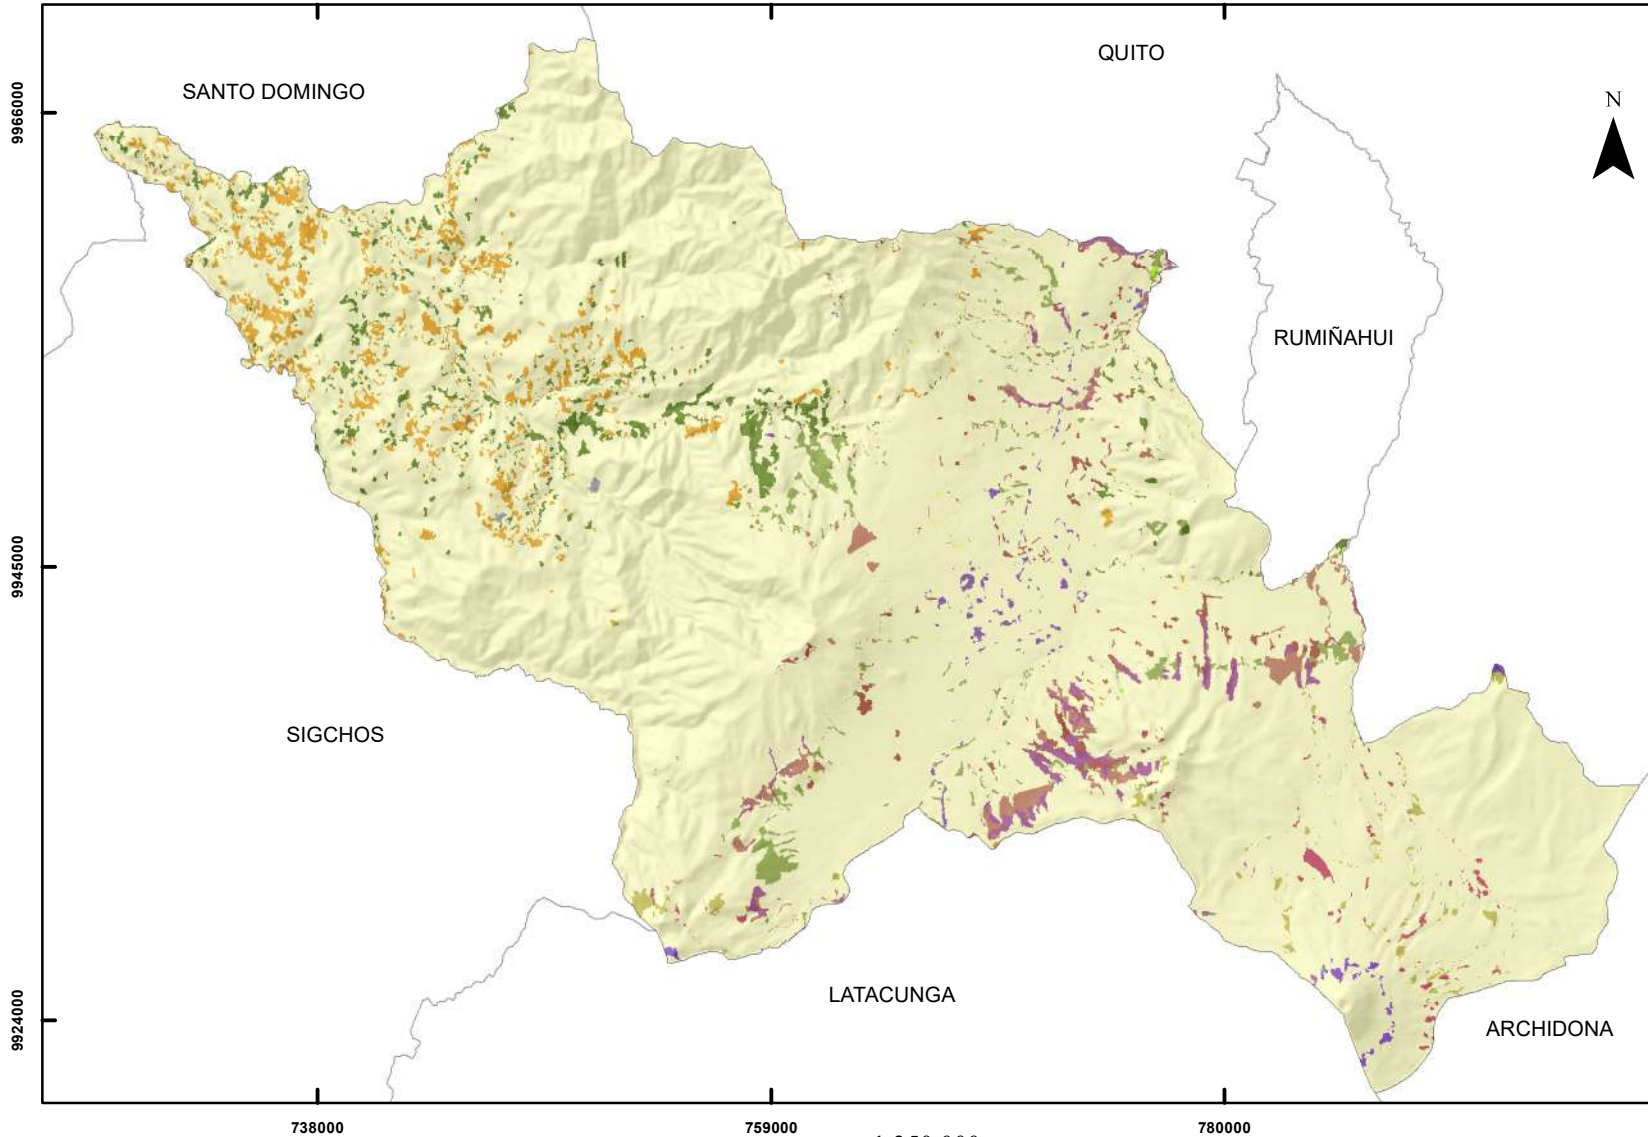 QUITO
SANTO DOMINGO
N
9966000
RUMIÑAHUI
9945000
SIGCHOS
LATACUNGA
9924000
ARCHIDONA
738000
759000
780000